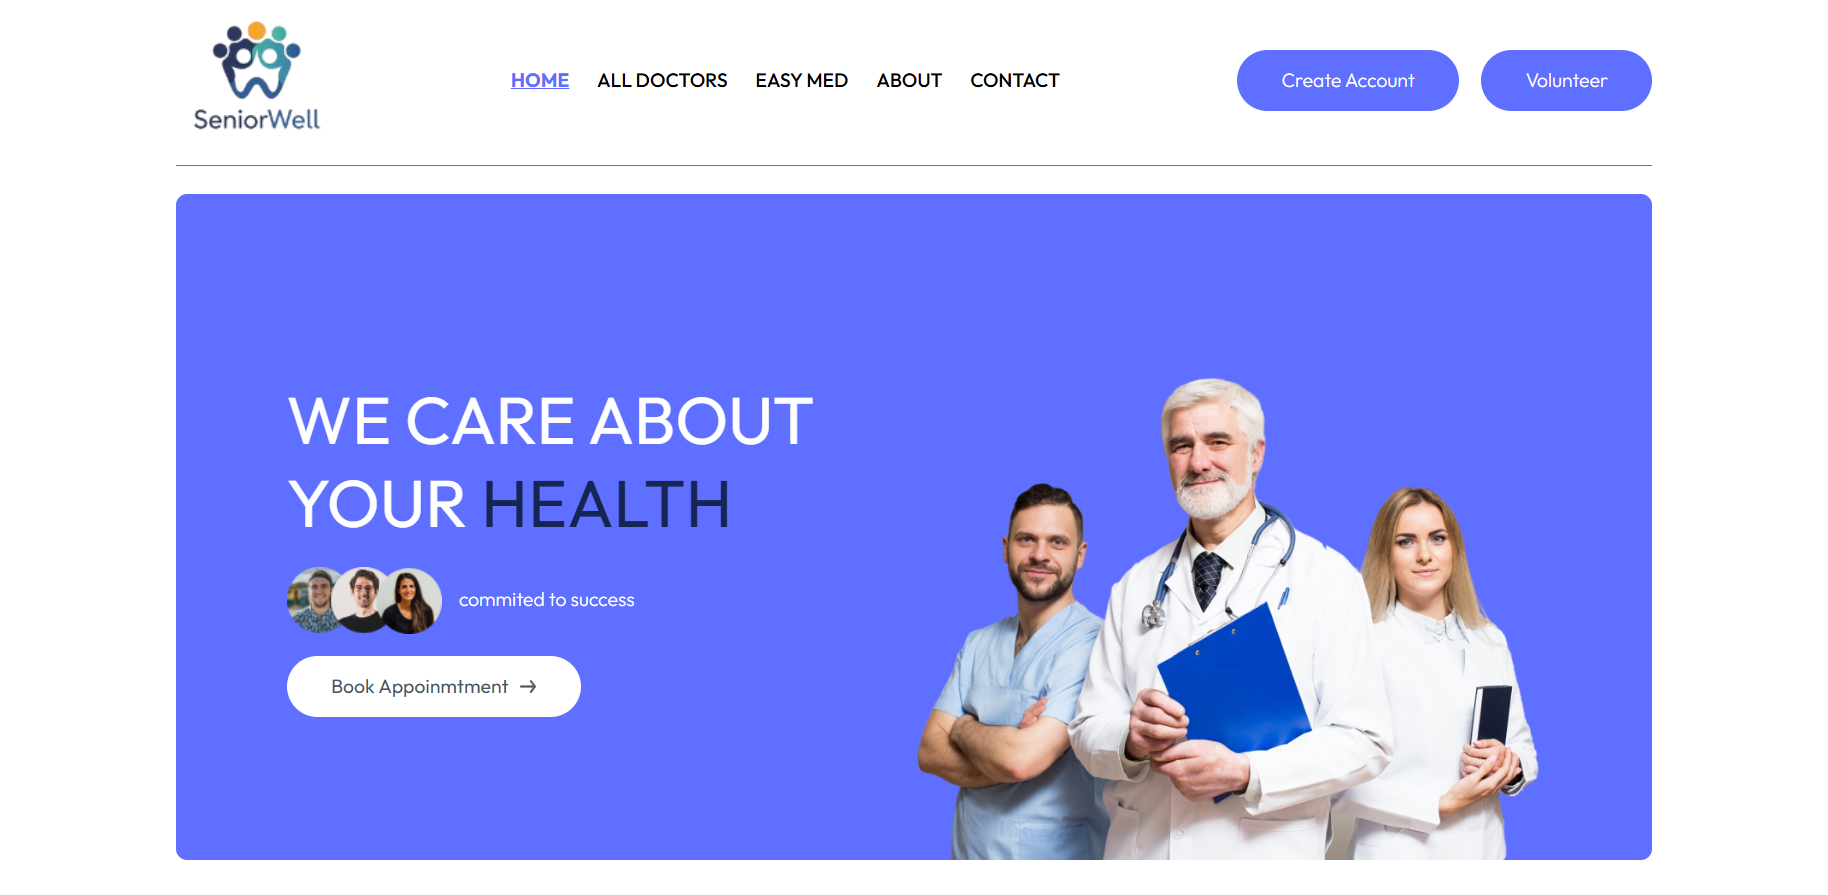 SeniorWell
HOME
ALL DOCTORS
EASY MED
ABOUT
CONTACT
Create Account
Volunteer
WE CARE ABOUT
YOUR HEALTH
commited to success
Book Appoinmtment →